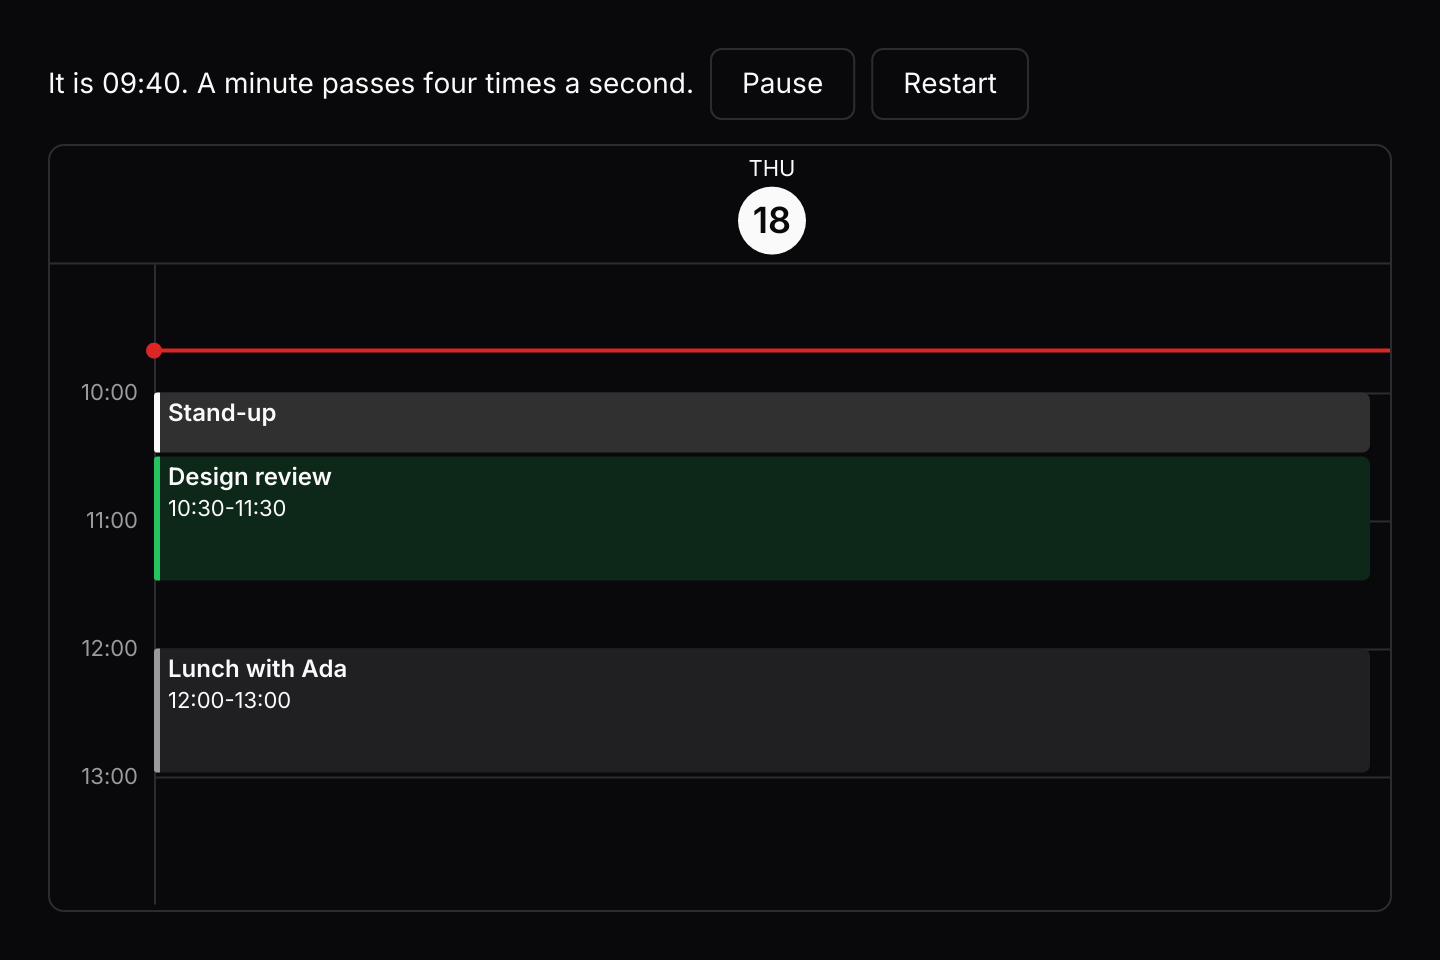 It is 09:40. A minute passes four times a second. Pause Restart
THU
18
10:00
Stand-up
Design review
10:30-11:30
11:00
12:00
Lunch with Ada
12:00-13:00
13:00